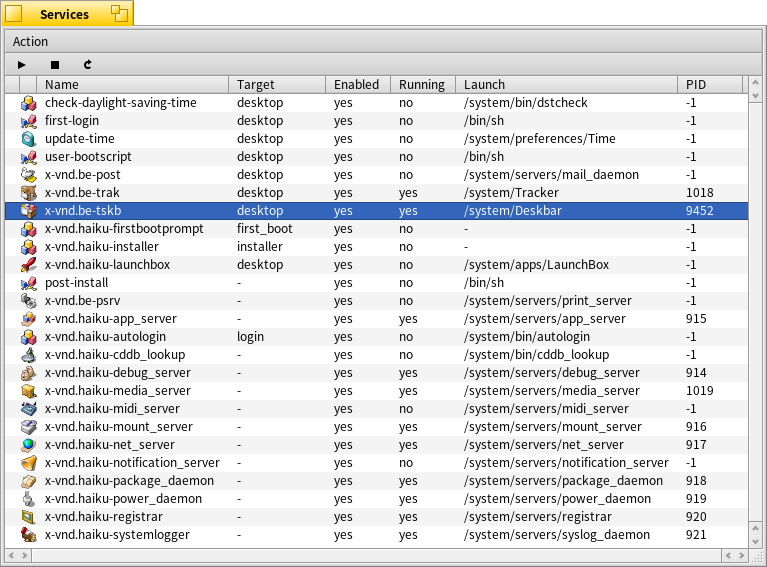 Services
Action
Name Target Enabled Running Launch PID
check-daylight-saving-time desktop yes no /system/bin/dstcheck -1
first-login desktop yes no /bin/sh -1
update-time desktop yes no /system/preferences/Time -1
user-bootscript desktop yes no /bin/sh -1
x-vnd.be-post desktop yes no /system/servers/mail_daemon -1
x-vnd.be-trak desktop yes yes /system/Tracker 1018
x-vnd.be-tskb desktop yes yes /system/Deskbar 9452
x-vnd.haiku-firstbootprompt first_boot yes no - -1
x-vnd.haiku-installer installer yes no - -1
x-vnd.haiku-launchbox desktop yes no /system/apps/LaunchBox -1
post-install - yes no /bin/sh -1
x-vnd.be-psrv - yes no /system/servers/print_server -1
x-vnd.haiku-app_server - yes yes /system/servers/app_server 915
x-vnd.haiku-autologin login yes no /system/bin/autologin -1
x-vnd.haiku-cddb_lookup - yes no /system/bin/cddb_lookup -1
x-vnd.haiku-debug_server - yes yes /system/servers/debug_server 914
x-vnd.haiku-media_server - yes yes /system/servers/media_server 1019
x-vnd.haiku-midi_server - yes no /system/servers/midi_server -1
x-vnd.haiku-mount_server - yes yes /system/servers/mount_server 916
x-vnd.haiku-net_server - yes yes /system/servers/net_server 917
x-vnd.haiku-notification_server - yes no /system/servers/notification_server -1
x-vnd.haiku-package_daemon - yes yes /system/servers/package_daemon 918
x-vnd.haiku-power_daemon - yes yes /system/servers/power_daemon 919
x-vnd.haiku-registrar - yes yes /system/servers/registrar 920
x-vnd.haiku-systemlogger - yes yes /system/servers/syslog_daemon 921